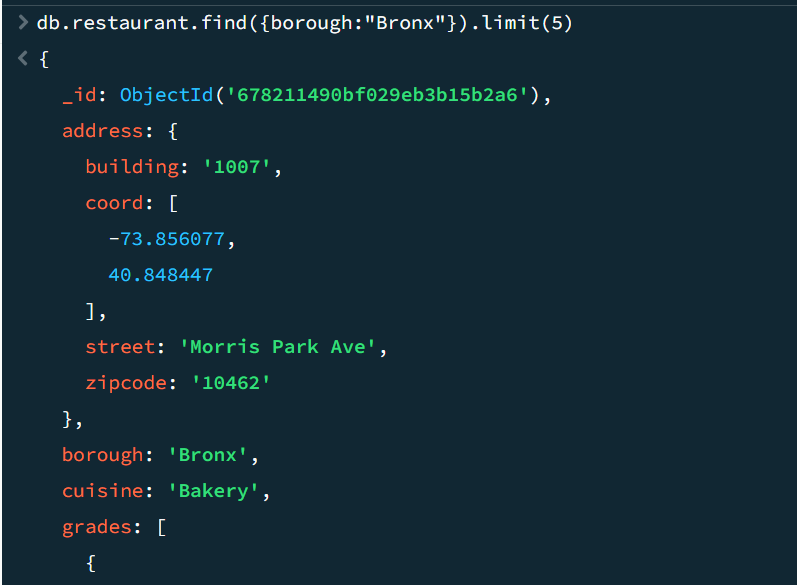 > db.restaurant.find({borough:"Bronx"}).limit(5)
< {
_id: ObjectId('678211490bf029eb3b15b2a6'),
address: {
building: '1007',
coord: [
-73.856077,
40.848447
],
street: 'Morris Park Ave',
zipcode: '10462'
},
borough: 'Bronx',
cuisine: 'Bakery',
grades: [
{